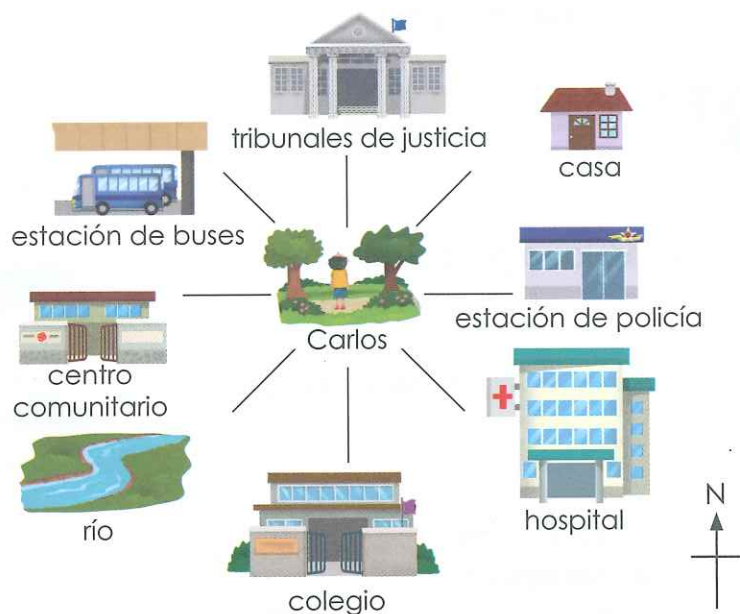 tribunales de justicia
casa
estación de buses
estación de policía
Carlos
centro
comunitario
hospital
río
colegio
N